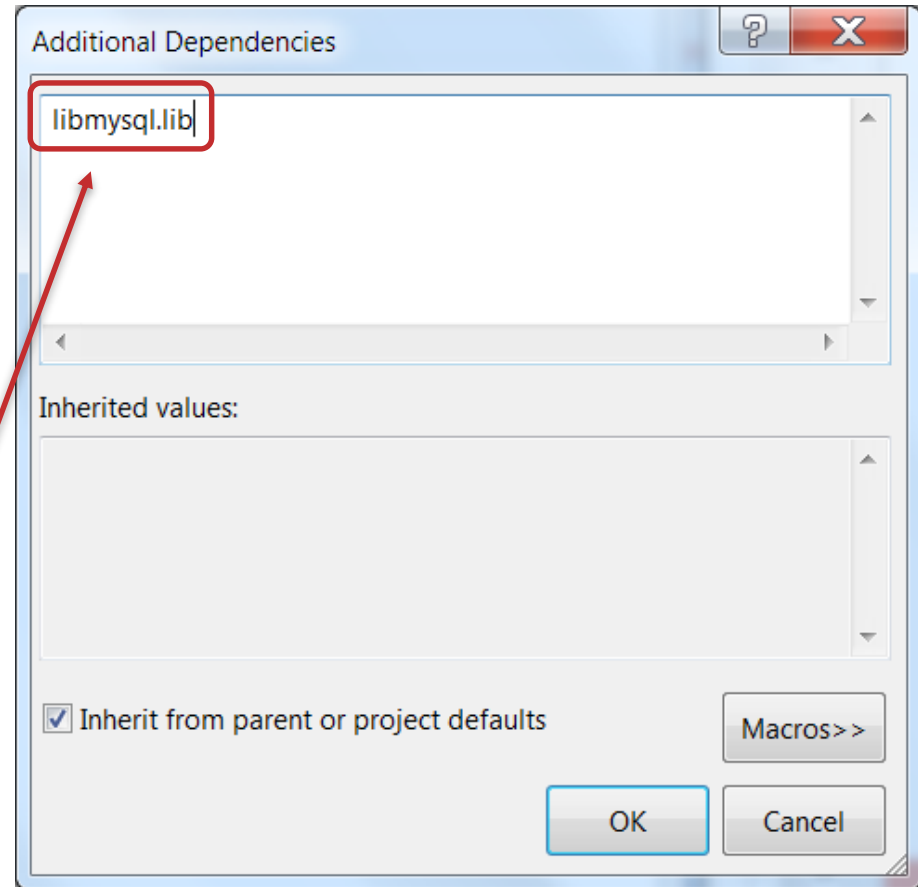 Additional Dependencies
libmysql.lib
Inherited values:
Inherit from parent or project defaults
Macros>>
OK
Cancel